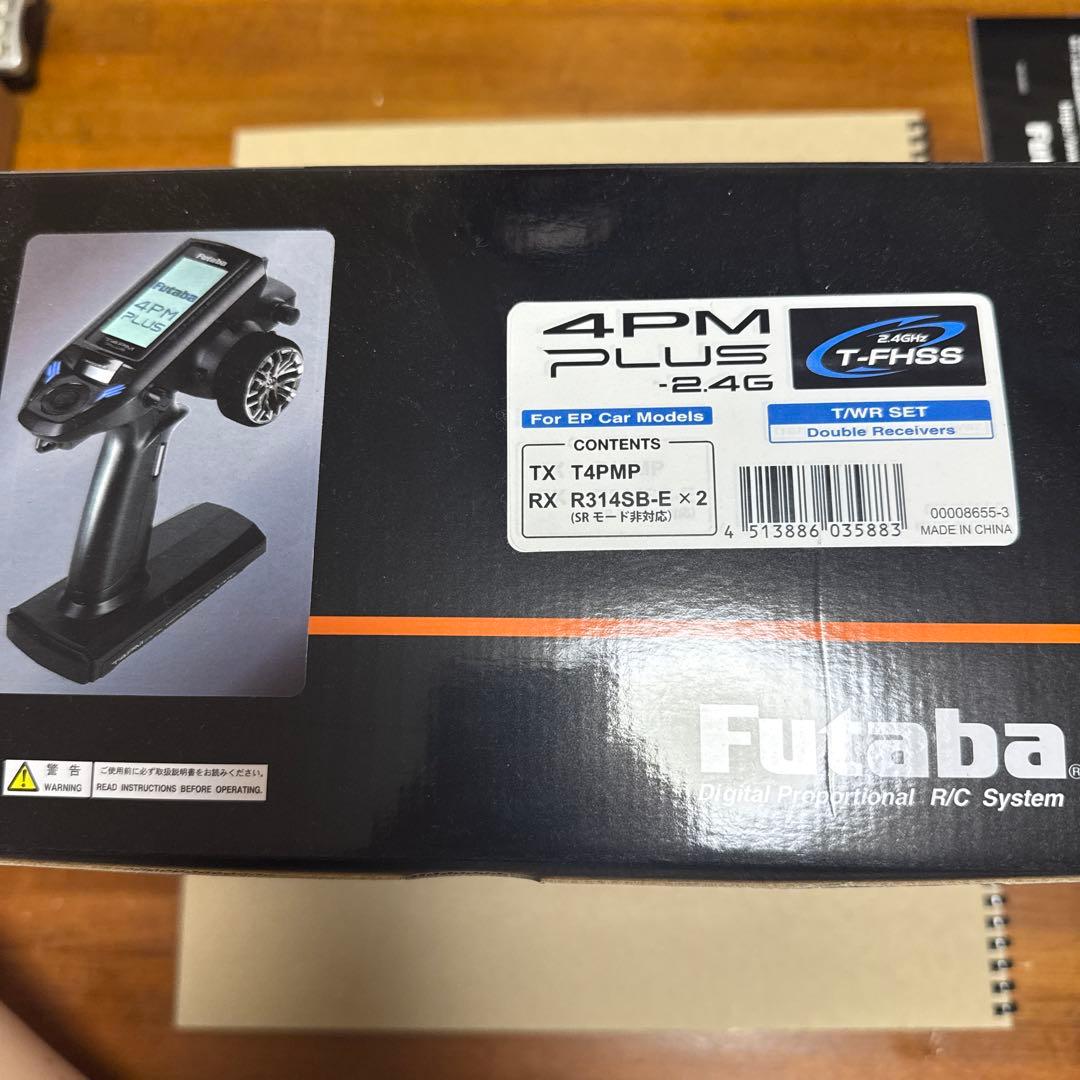 Futaba
Futaba
4PM
PLUS
4PM
PLUS
-2.4G
2.4GHz
T-FHSS
For EP Car Models
T/WR SET
Double Receivers
CONTENTS
TX T4PMP
RX R314SB-E×2
(SRモード非対応)
4 513886 035883
00008655-3
MADE IN CHINA
Futaba®
Digital Proportional R/C System
警告
WARNING
ご使用前に必ず取扱説明書をお読みください。
READ INSTRUCTIONS BEFORE OPERATING.